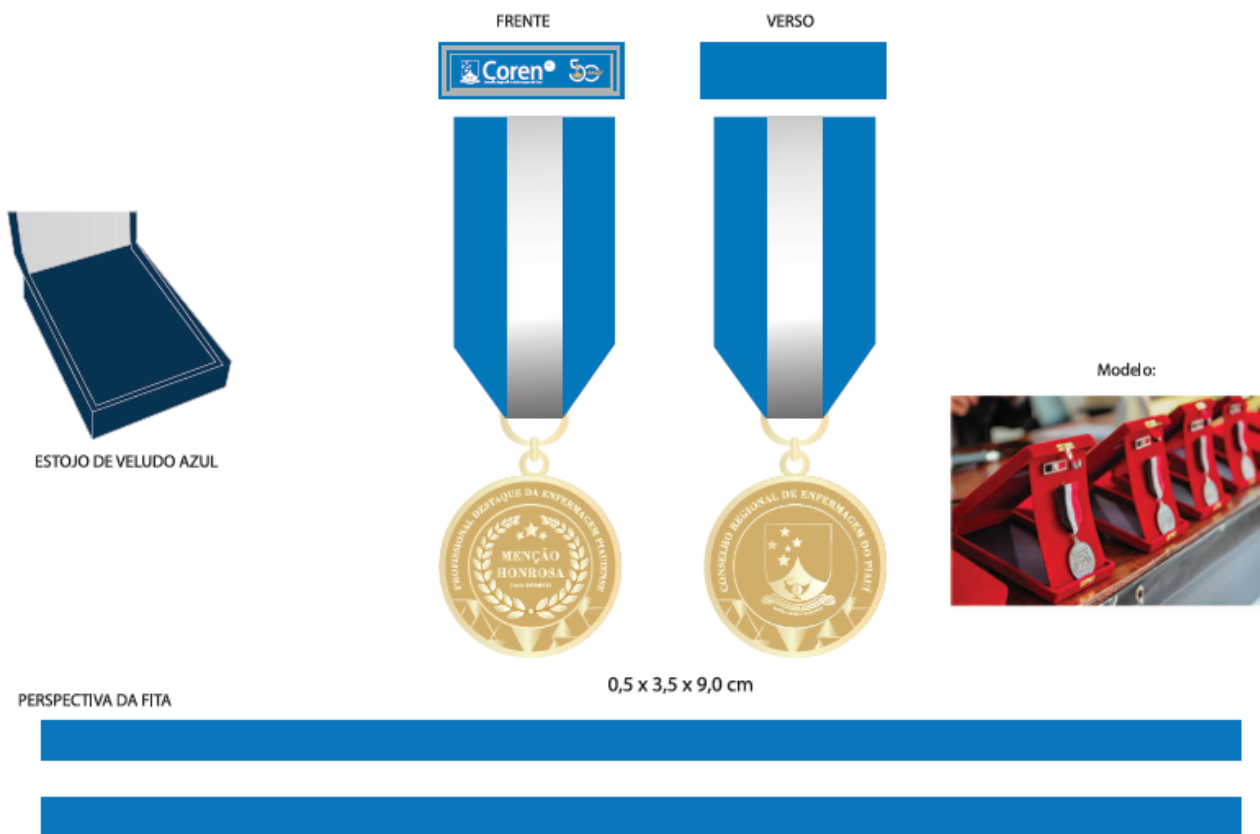 FRENTE
VERSO
Coren
50
ESTOJO DE VELUDO AZUL
Modelo:
PROFISSIONAL DESTAQUE DA ENFERMAGEM PIAUIENSE
MENÇÃO
HONROSA
CONSELHO REGIONAL DE ENFERMAGEM DO PIAUÍ
0,5 x 3,5 x 9,0 cm
PERSPECTIVA DA FITA